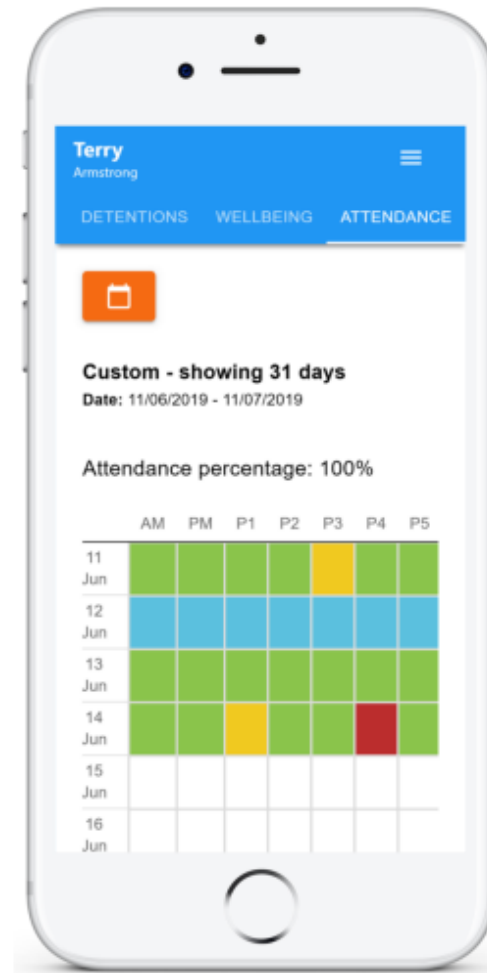 Terry
Armstrong
DETENTIONS WELLBEING ATTENDANCE
Custom - showing 31 days
Date: 11/06/2019 - 11/07/2019
Attendance percentage: 100%
AM PM P1 P2 P3 P4 P5
11
Jun
12
Jun
13
Jun
14
Jun
15
Jun
16
Jun